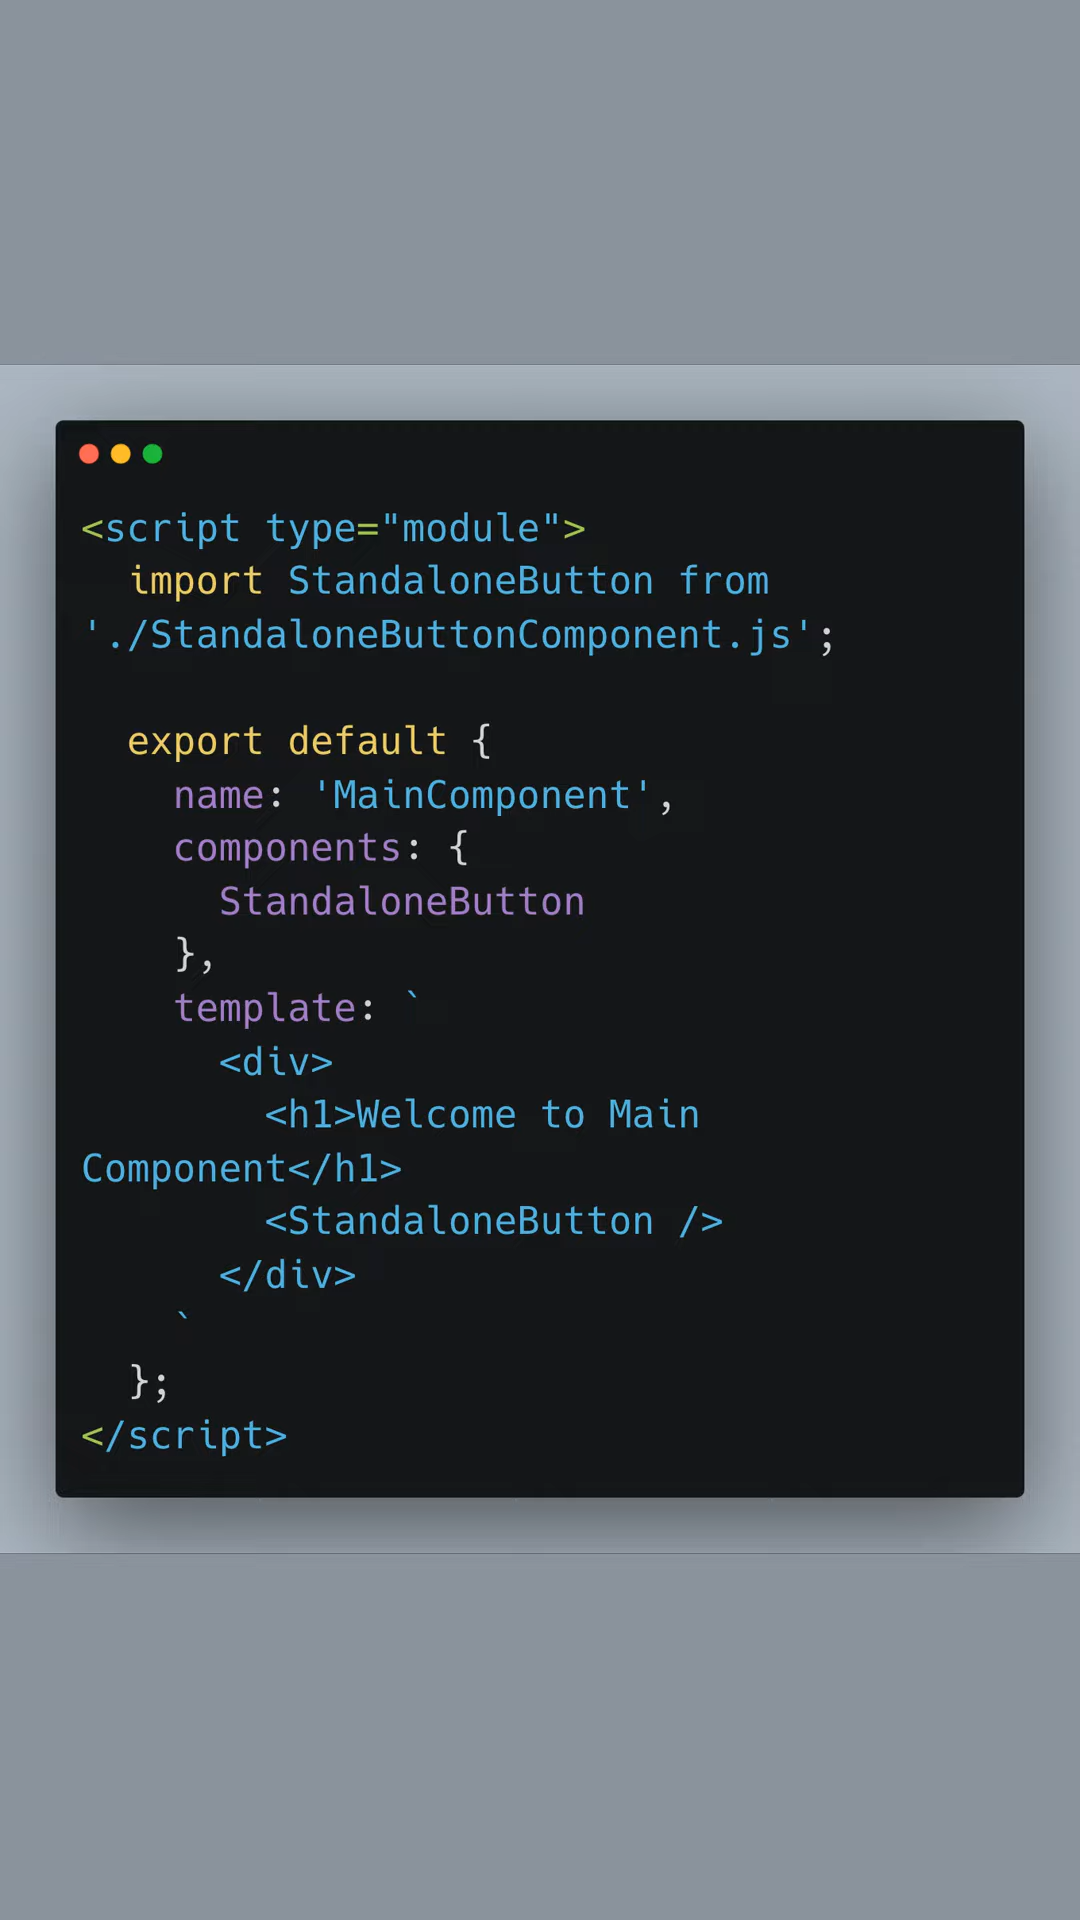 <script type="module">
  import StandaloneButton from
'./StandaloneButtonComponent.js';

  export default {
    name: 'MainComponent',
    components: {
      StandaloneButton
    },
    template: `
      <div>
        <h1>Welcome to Main
Component</h1>
        <StandaloneButton />
      </div>
    `
  };
</script>